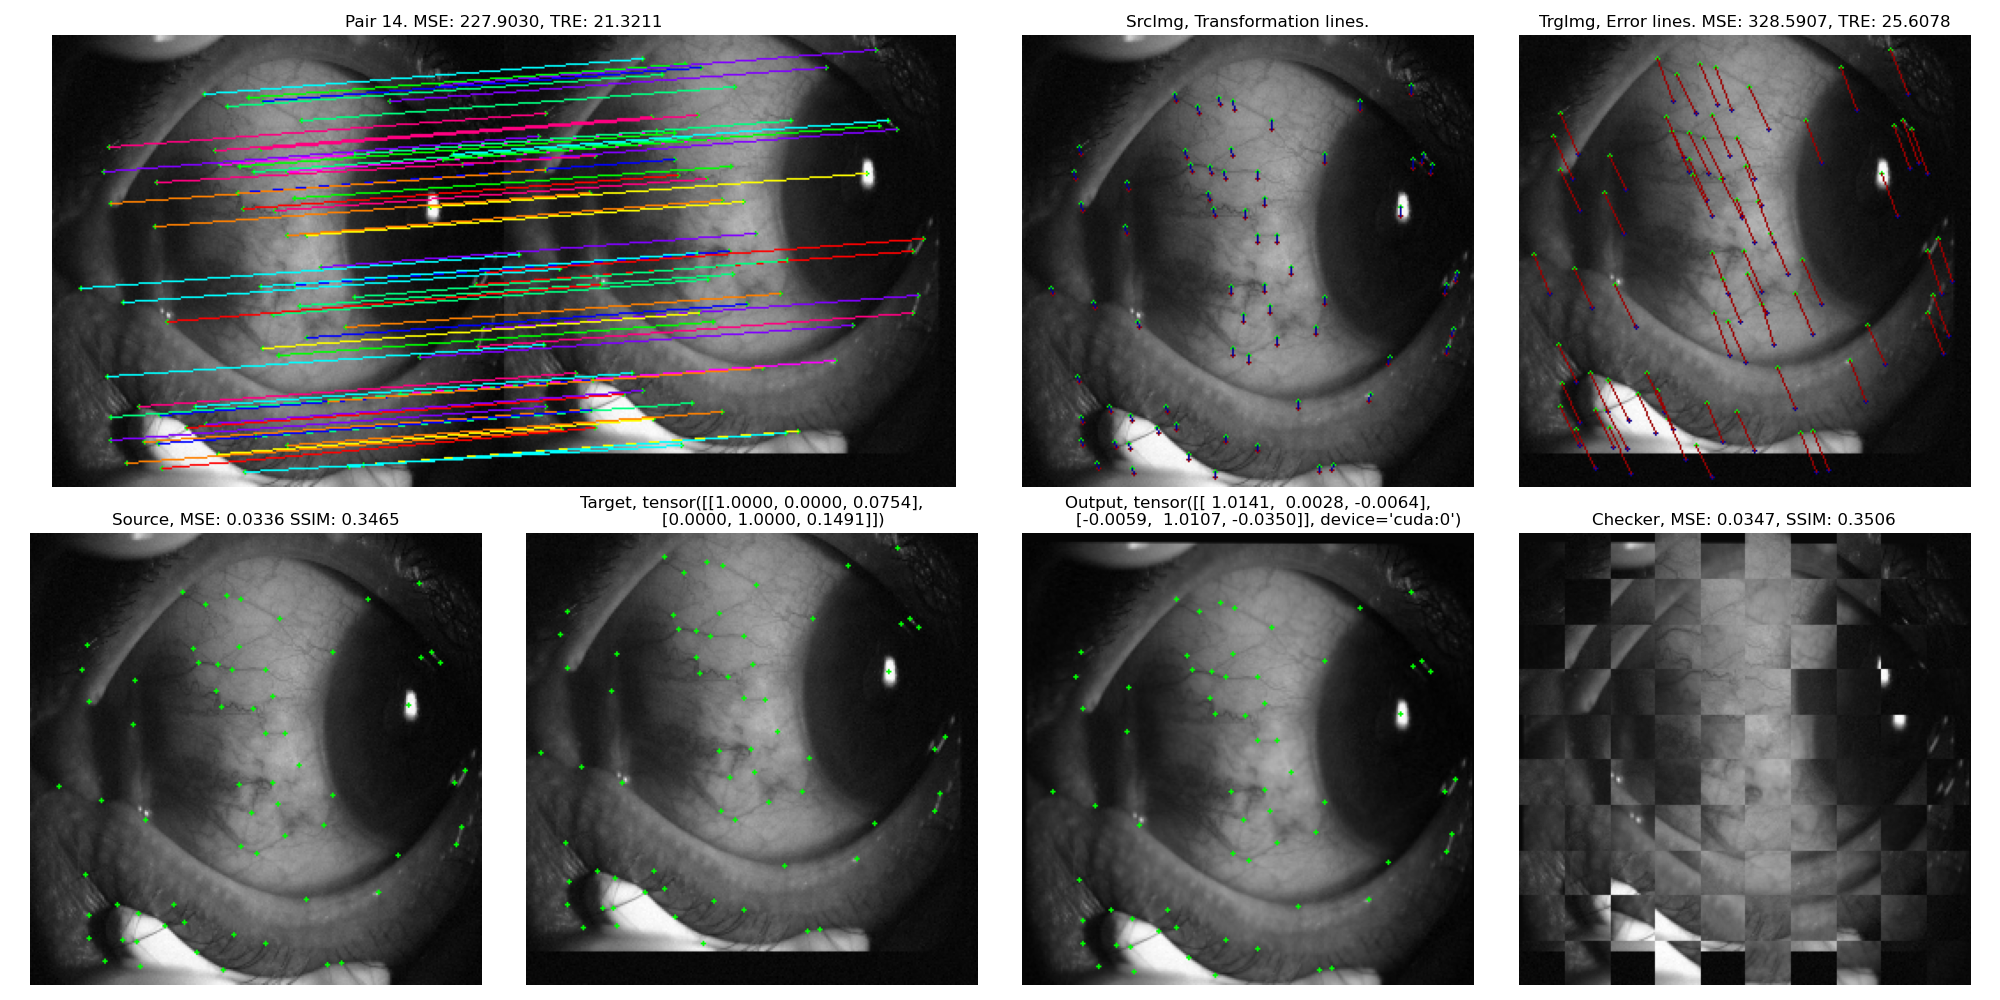 Pair 14. MSE: 227.9030, TRE: 21.3211
SrcImg, Transformation lines.
TrgImg, Error lines. MSE: 328.5907, TRE: 25.6078
Source, MSE: 0.0336 SSIM: 0.3465
Target, tensor([[1.0000, 0.0000, 0.0754],
[0.0000, 1.0000, 0.1491]])
Output, tensor([[ 1.0141, 0.0028, -0.0064],
[-0.0059, 1.0107, -0.0350]], device='cuda:0')
Checker, MSE: 0.0347, SSIM: 0.3506